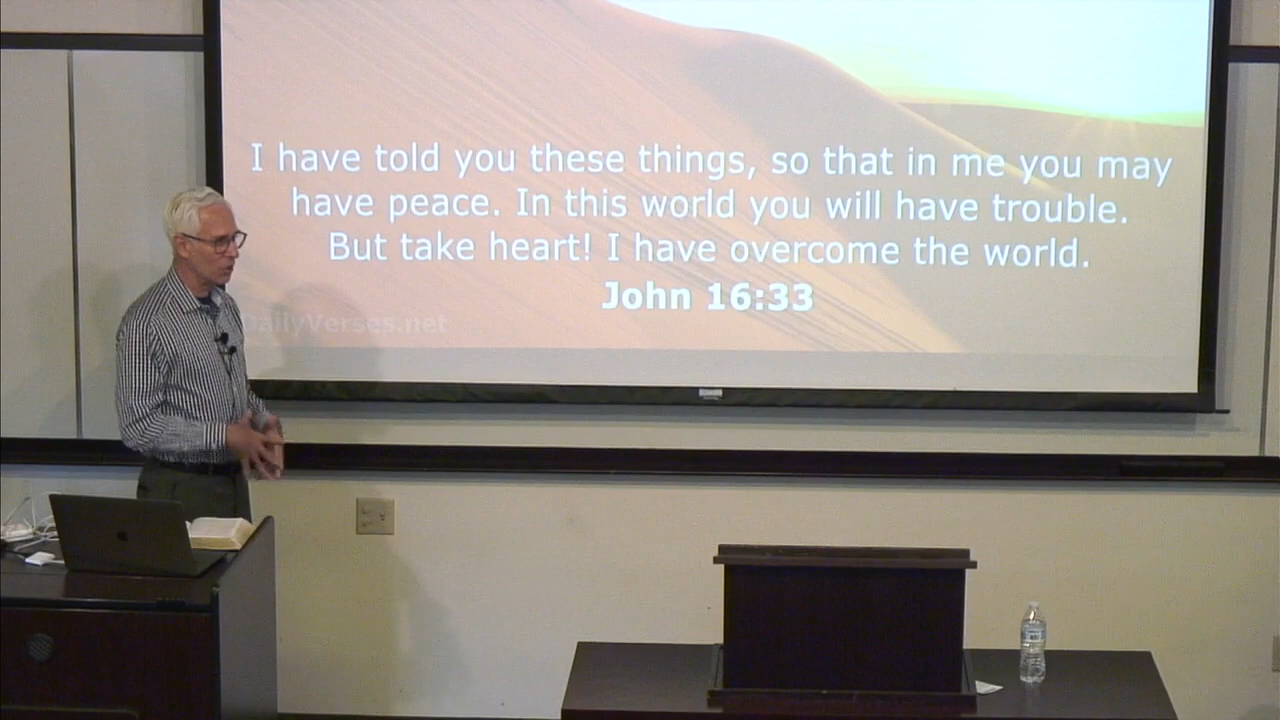 I have told you these things, so that in me you may
have peace. In this world you will have trouble.
But take heart! I have overcome the world.
John 16:33
DailyVerses.net